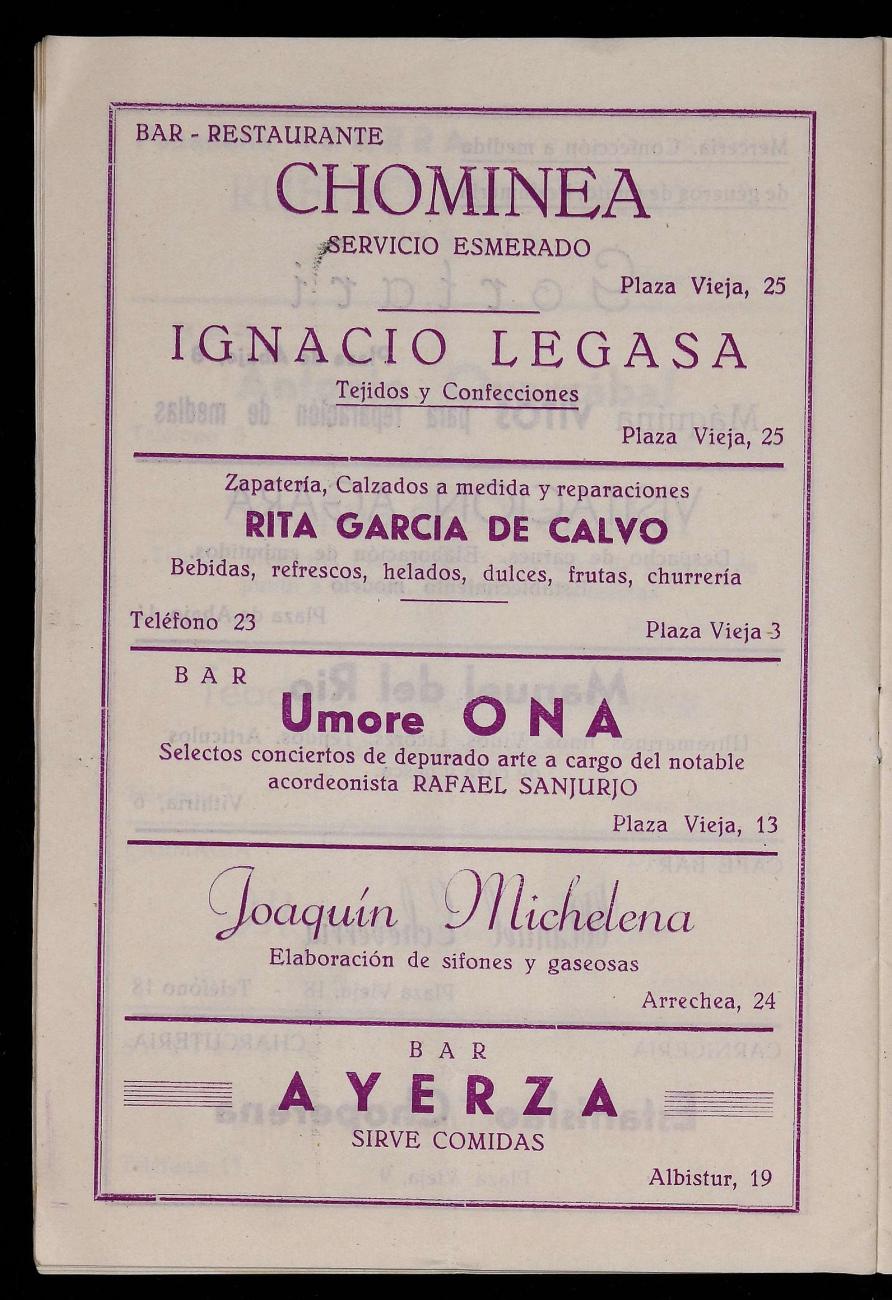 BAR - RESTAURANTE
CHOMINEA
SERVICIO ESMERADO
Plaza Vieja, 25
IGNACIO LEGASA
Tejidos y Confecciones
Plaza Vieja, 25
Zapatería, Calzados a medida y reparaciones
RITA GARCIA DE CALVO
Bebidas, refrescos, helados, dulces, frutas, churrería
Teléfono 23 Plaza Vieja 3
BAR
Umore ONA
Selectos conciertos de depurado arte a cargo del notable
acordeonista RAFAEL SANJURJO
Plaza Vieja, 13
Joaquín Michelena
Elaboración de sifones y gaseosas
Arrechea, 24
BAR
AYERZA
SIRVE COMIDAS
Albistur, 19